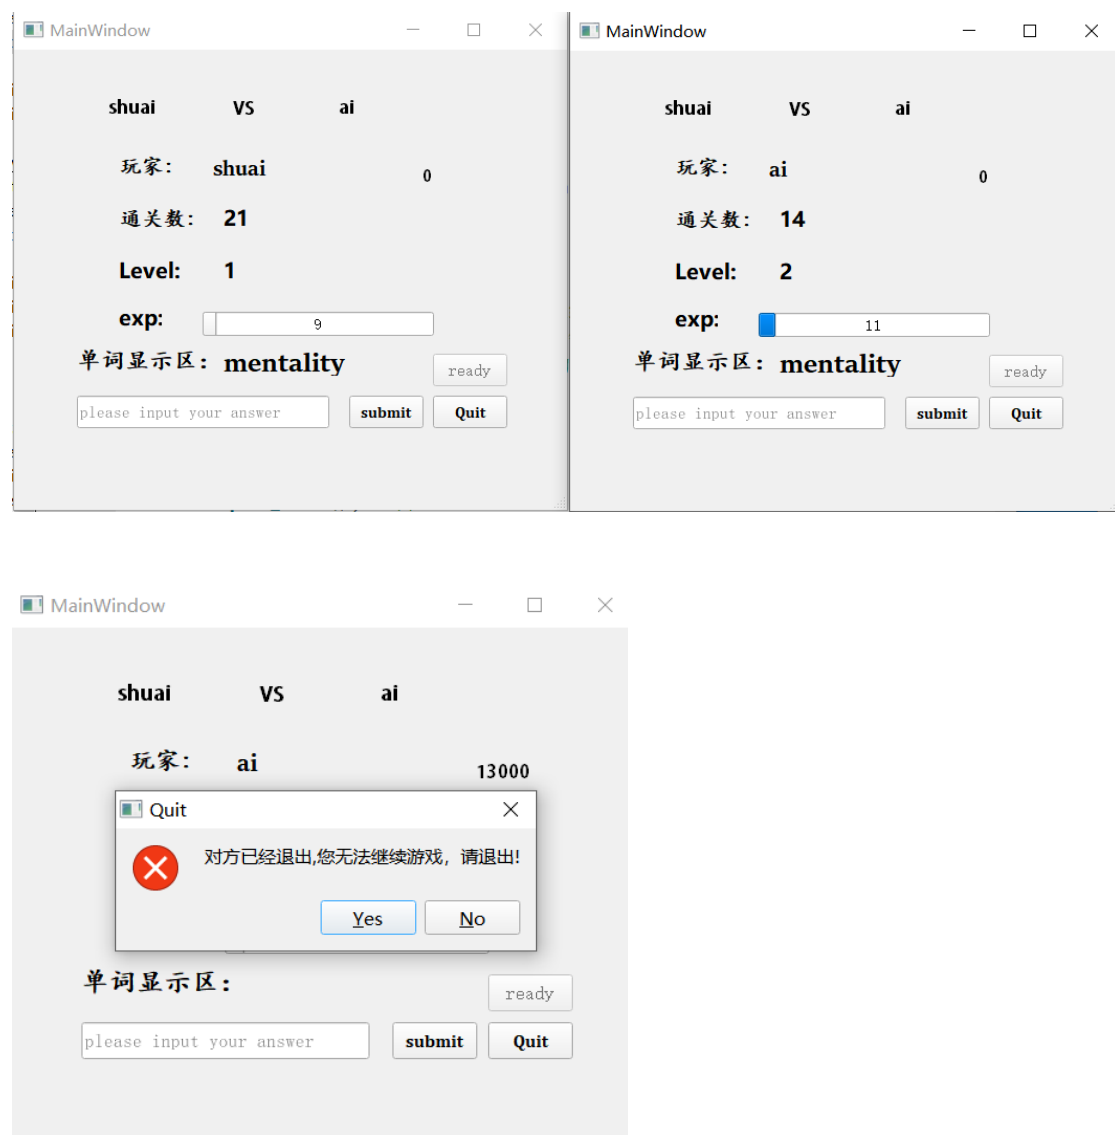 MainWindow
shuai VS ai
玩家: shuai
0
通关数: 21
Level: 1
exp: 9
单词显示区: mentality
ready
please input your answer submit Quit
MainWindow
shuai VS ai
玩家: ai
0
通关数: 14
Level: 2
exp: 11
单词显示区: mentality
ready
please input your answer submit Quit
MainWindow
shuai VS ai
玩家: ai
13000
Quit
对方已经退出,您无法继续游戏，请退出!
Yes No
单词显示区:
ready
please input your answer submit Quit